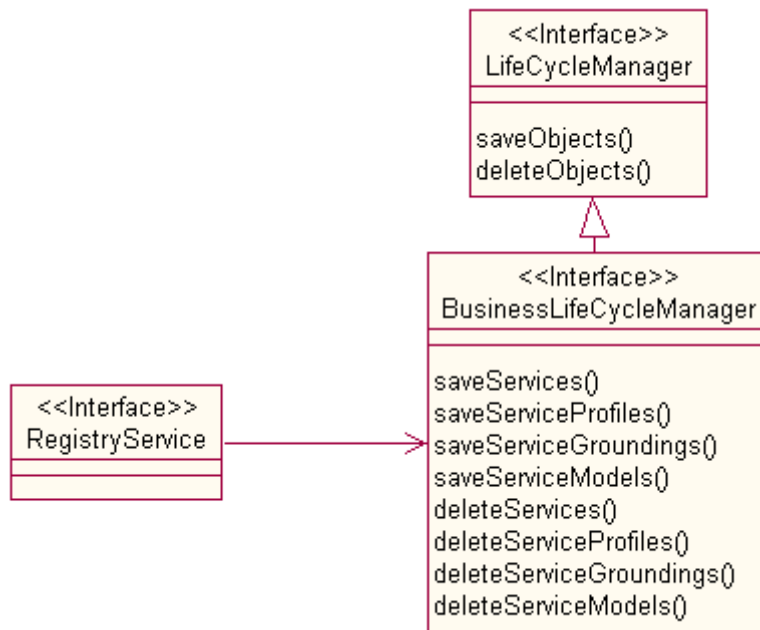 <<Interface>>
LifeCycleManager
saveObjects()
deleteObjects()
<<Interface>>
BusinessLifeCycleManager
saveServices()
saveServiceProfiles()
saveServiceGroundings()
saveServiceModels()
deleteServices()
deleteServiceProfiles()
deleteServiceGroundings()
deleteServiceModels()
<<Interface>>
RegistryService